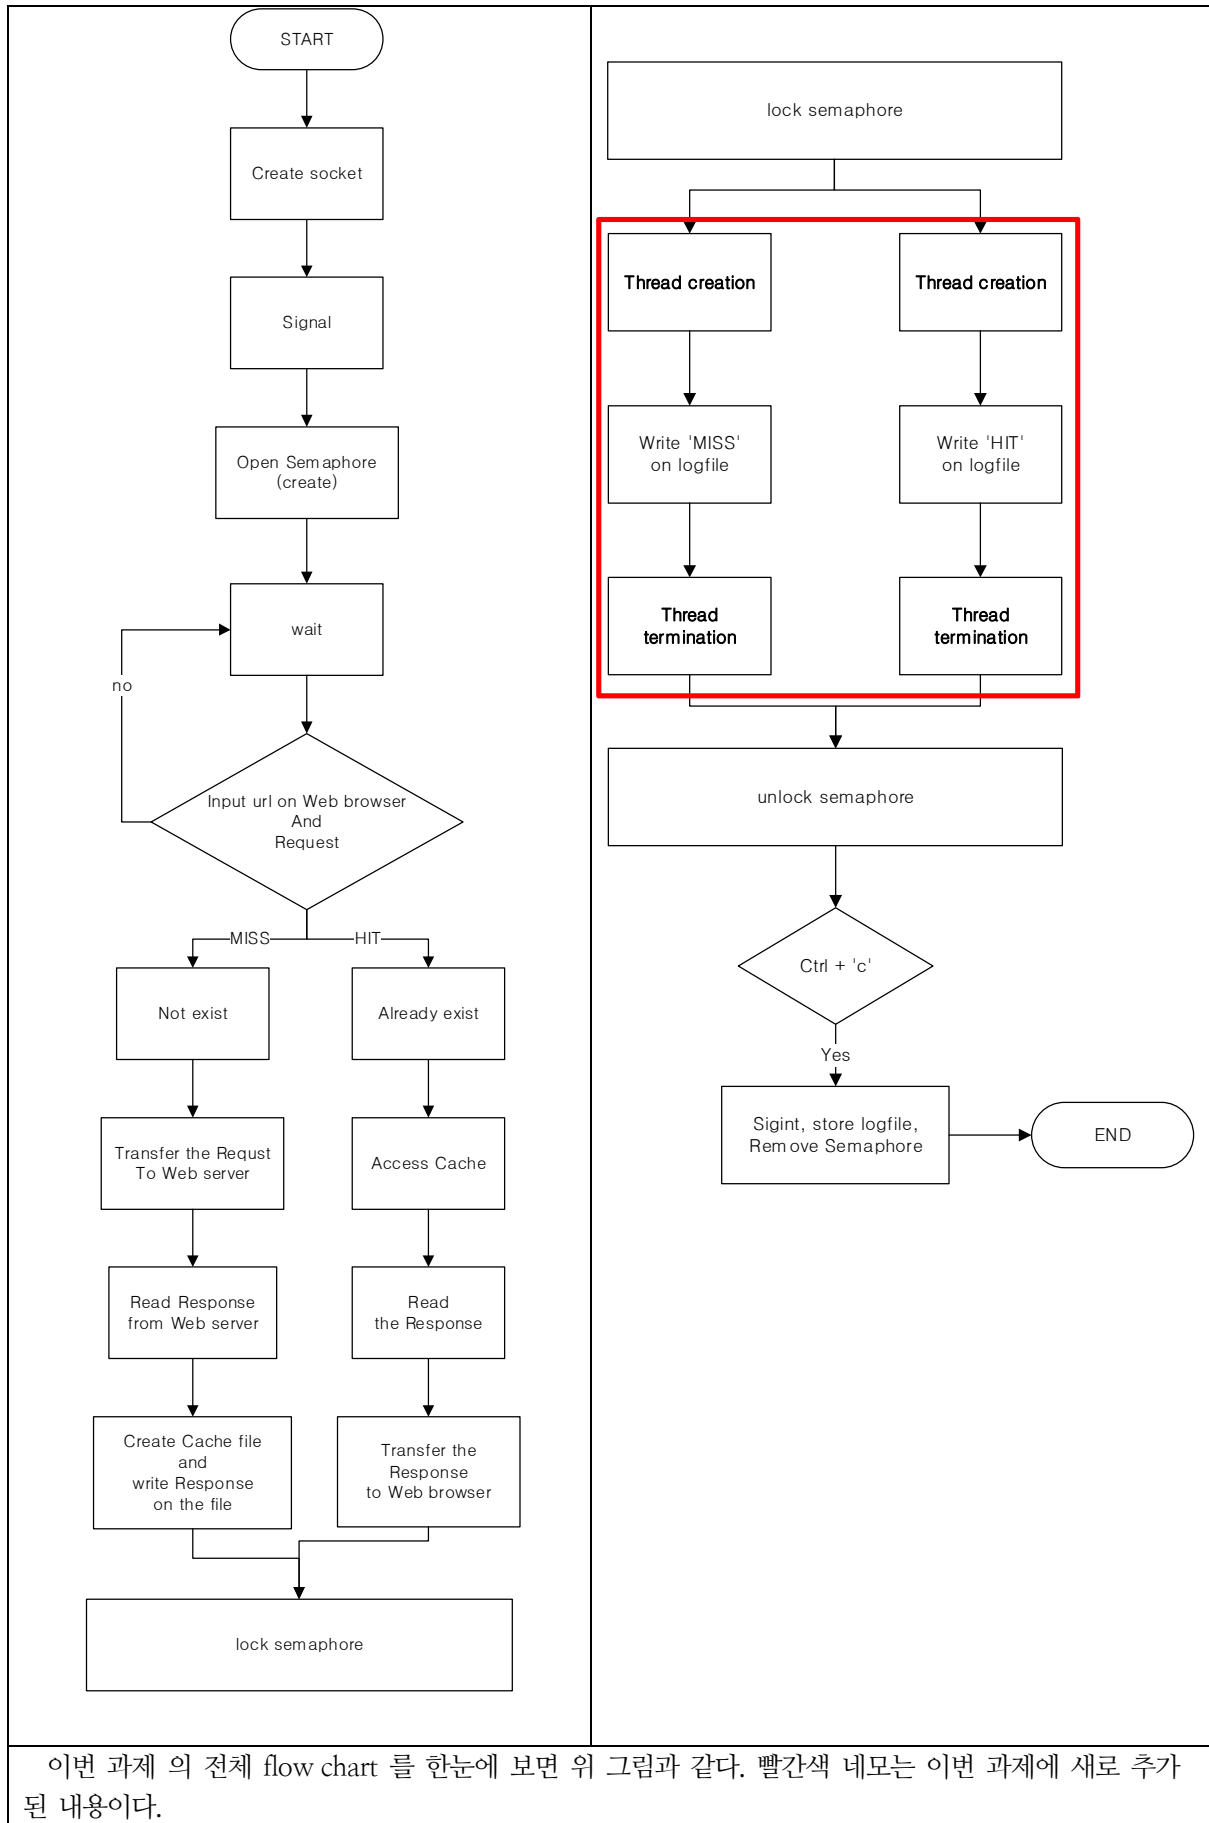 START
Create socket
Signal
Open Semaphore
(create)
wait
no
Input url on Web browser
And
Request
MISS
HIT
Not exist
Already exist
Transfer the Requst
To Web server
Access Cache
Read Response
from Web server
Read
the Response
Create Cache file
and
write Response
on the file
Transfer the
Response
to Web browser
lock semaphore
lock semaphore
Thread creation
Thread creation
Write 'MISS'
on logfile
Write 'HIT'
on logfile
Thread
termination
Thread
termination
unlock semaphore
Ctrl + 'c'
Yes
Sigint, store logfile,
Remove Semaphore
END
이번 과제 의 전체 flow chart 를 한눈에 보면 위 그림과 같다. 빨간색 네모는 이번 과제에 새로 추가
된 내용이다.